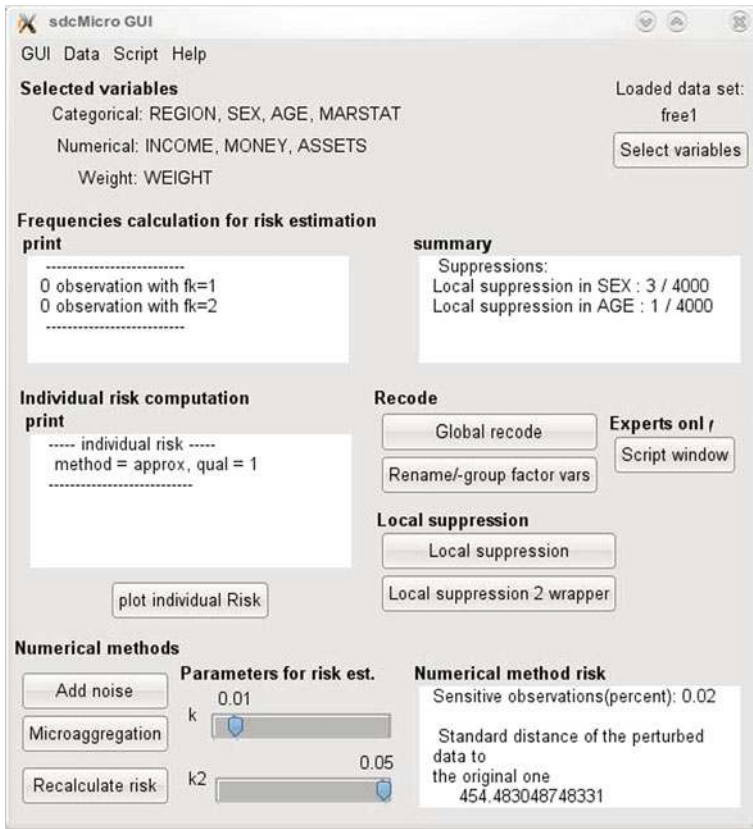 sdcMicro GUI
GUI Data Script Help
Selected variables
Categorical: REGION, SEX, AGE, MARSTAT
Numerical: INCOME, MONEY, ASSETS
Weight: WEIGHT
Loaded data set:
free1
Select variables
Frequencies calculation for risk estimation
print
--------------------------
0 observation with fk=1
0 observation with fk=2
--------------------------
summary
Suppressions:
Local suppression in SEX : 3 / 4000
Local suppression in AGE : 1 / 4000
Individual risk computation
print
----- individual risk -----
method = approx, qual = 1
---------------------------
plot individual Risk
Recode
Global recode
Rename/-group factor vars
Experts onl
Script window
Local suppression
Local suppression
Local suppression 2 wrapper
Numerical methods
Add noise
Microaggregation
Recalculate risk
Parameters for risk est.
0.01
k
0.05
k2
Numerical method risk
Sensitive observations(percent): 0.02
Standard distance of the perturbed
data to
the original one
454.483048748331